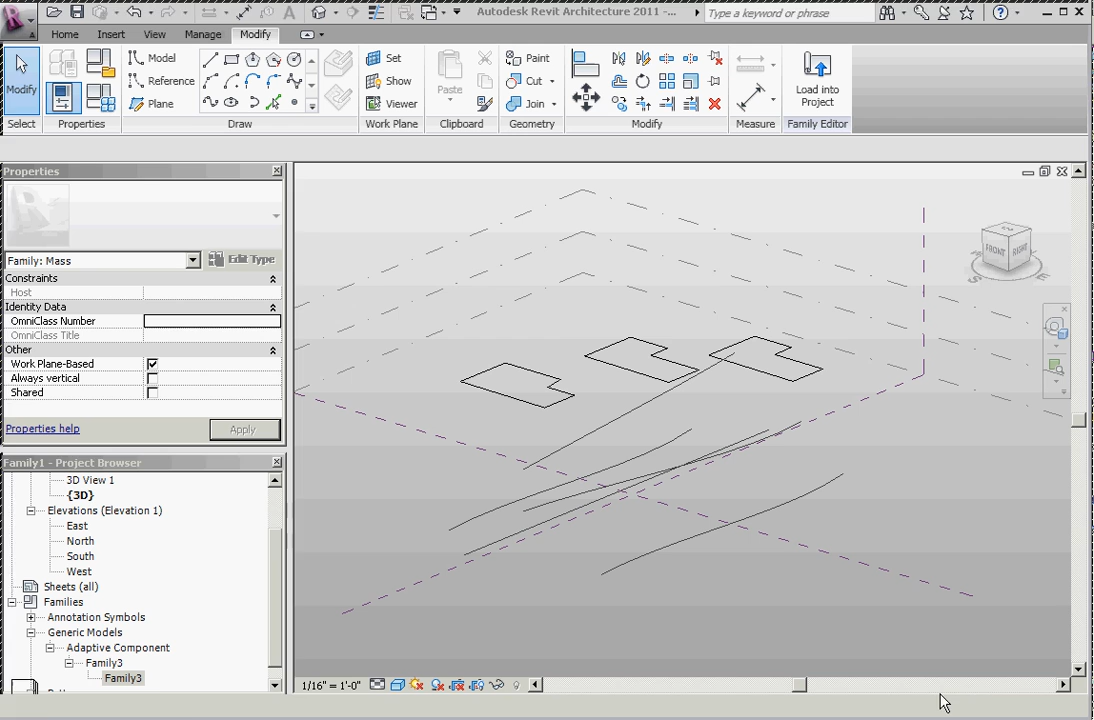 Autodesk Revit Architecture 2011 -...
Type a keyword or phrase
Home Insert View Manage Modify
Modify
Select
Properties
Model
Reference
Plane
Draw
Set
Show
Viewer
Work Plane
Paste
Clipboard
Paint
Cut
Join
Geometry
Modify
Measure
Load into
Project
Family Editor
Properties
Family: Mass
Edit Type
Constraints
Host
Identity Data
OmniClass Number
OmniClass Title
Other
Work Plane-Based
Always vertical
Shared
Properties help
Apply
Family1 - Project Browser
3D View 1
{3D}
Elevations (Elevation 1)
East
North
South
West
Sheets (all)
Families
Annotation Symbols
Generic Models
Adaptive Component
Family3
Family3
FRONT
RIGHT
S
E
1/16" = 1'-0"